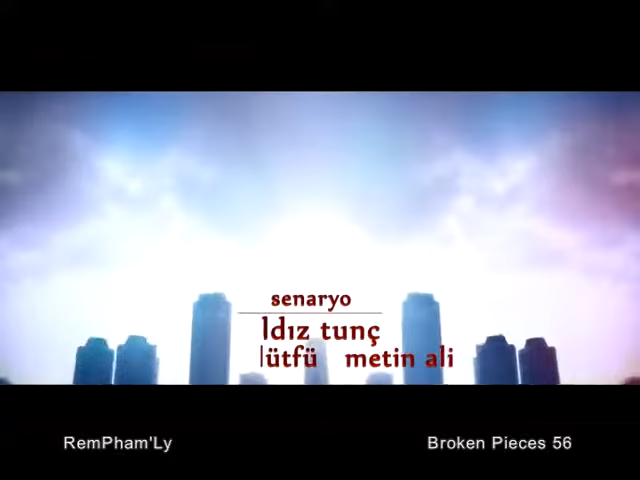 senaryo
ldız tunç
lütfü metin ali
RemPham'Ly
Broken Pieces 56